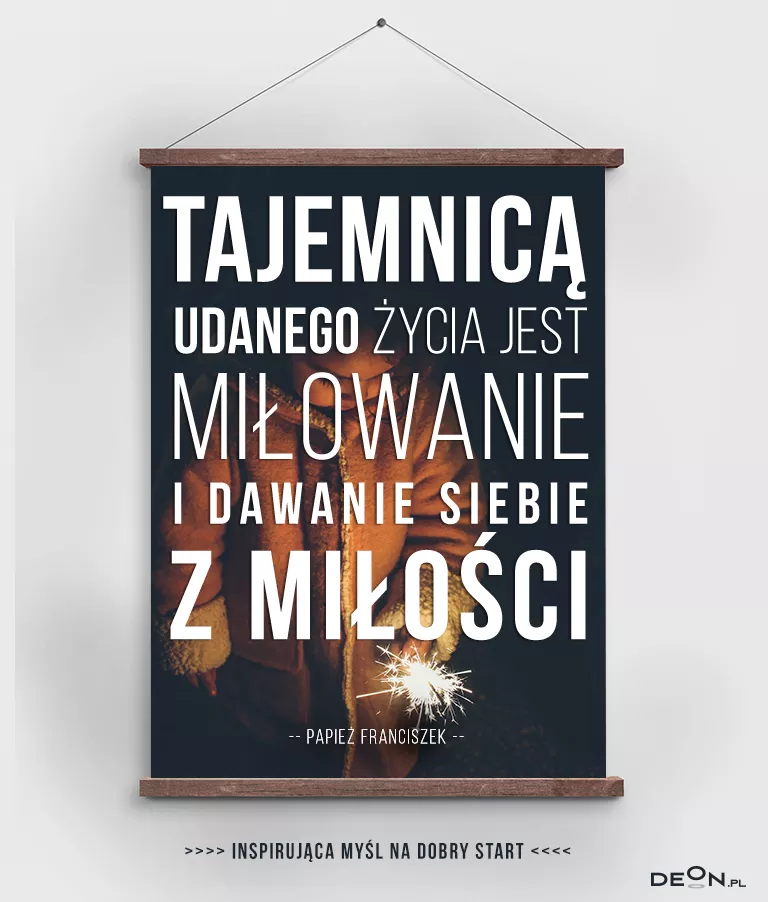 TAJEMNICĄ
UDANEGO ŻYCIA JEST
MIŁOWANIE
I DAWANIE SIEBIE
Z MIŁOŚCI
-- PAPIEŻ FRANCISZEK --
>>>> INSPIRUJĄCA MYŚL NA DOBRY START <<<<
DEON.PL